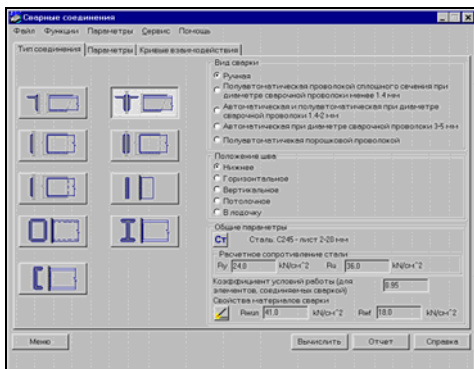 Сварные соединения
Файл Функции Параметры Сервис Помощь
Тип соединения Параметры Кривые взаимодействия
Вид сварки
Ручная
Полуавтоматическая проволокой сплошного сечения при
диаметре сварочной проволоки менее 1.4 мм
Автоматическая и полуавтоматическая при диаметре
сварочной проволоки 1.4-2 мм
Автоматическая при диаметре сварочной проволоки 3-5 мм
Полуавтоматичекая порошковой проволокой
Положение шва
Нижнее
Горизонтальное
Вертикальное
Потолочное
В лодочку
Общие параметры
Ст Сталь: С245 - лист 2-20 мм
Расчетное сопротивление стали
Ry 24.0 kN/см^2 Ru 36.0 kN/см^2
Коэффициент условий работы (для
элементов, соединяемых сваркой) 0.95
Свойства материалов сварки
Rwun 41.0 kN/см^2 Rwf 18.0 kN/см^2
Меню Вычислить Отчет Справка